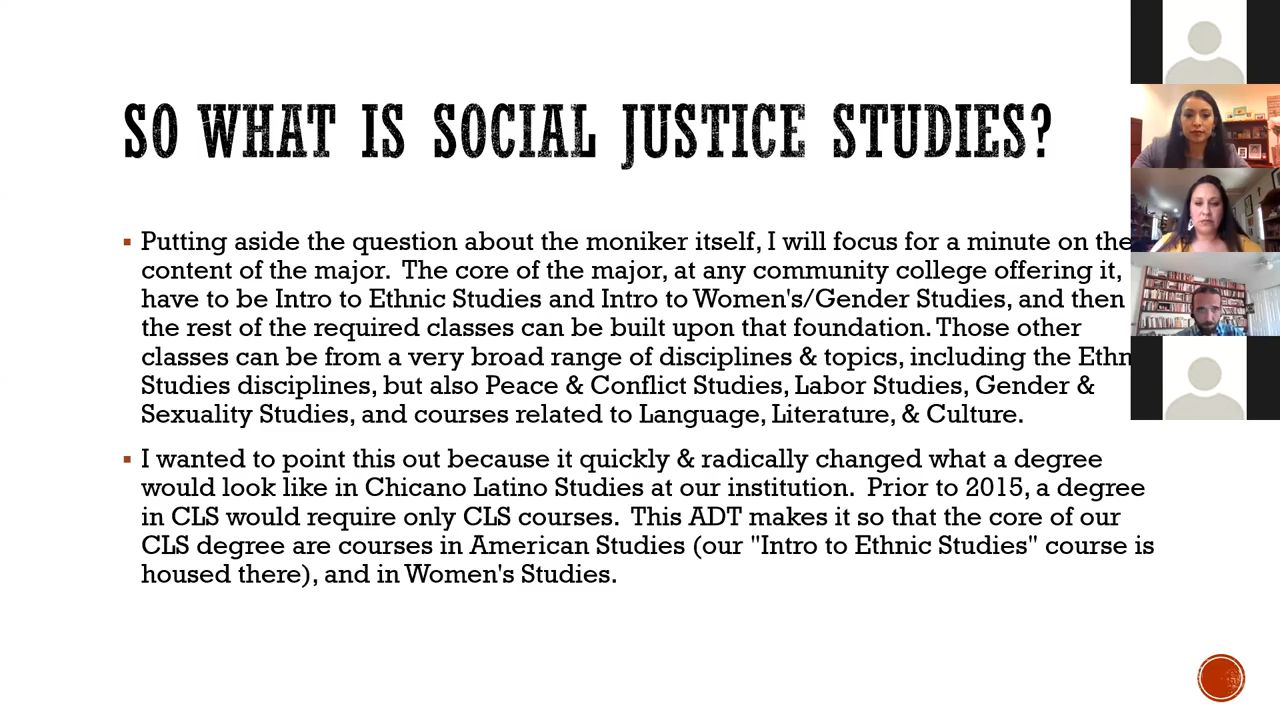 SO WHAT IS SOCIAL JUSTICE STUDIES?
▪ Putting aside the question about the moniker itself, I will focus for a minute on the
content of the major. The core of the major, at any community college offering it,
have to be Intro to Ethnic Studies and Intro to Women's/Gender Studies, and then
the rest of the required classes can be built upon that foundation. Those other
classes can be from a very broad range of disciplines & topics, including the Ethn
Studies disciplines, but also Peace & Conflict Studies, Labor Studies, Gender &
Sexuality Studies, and courses related to Language, Literature, & Culture.
▪ I wanted to point this out because it quickly & radically changed what a degree
would look like in Chicano Latino Studies at our institution. Prior to 2015, a degree
in CLS would require only CLS courses. This ADT makes it so that the core of our
CLS degree are courses in American Studies (our "Intro to Ethnic Studies" course is
housed there), and in Women's Studies.